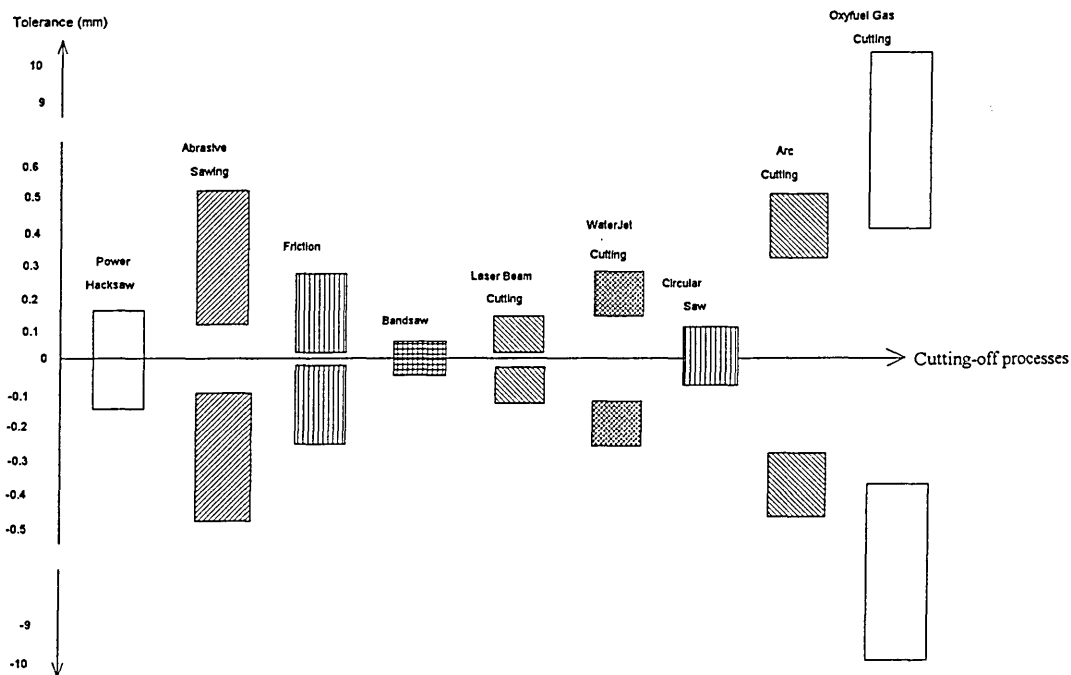 Tolerance (mm)
10
9
0.6
0.5
0.4
0.3
0.2
0.1
0
-0.1
-0.2
-0.3
-0.4
-0.5
-9
-10
Power
Hacksaw
Abrasive
Sawing
Friction
Bandsaw
Laser Beam
Cutting
WaterJet
Cutting
Circular
Saw
Arc
Cutting
Oxyfuel Gas
Cutting
Cutting-off processes